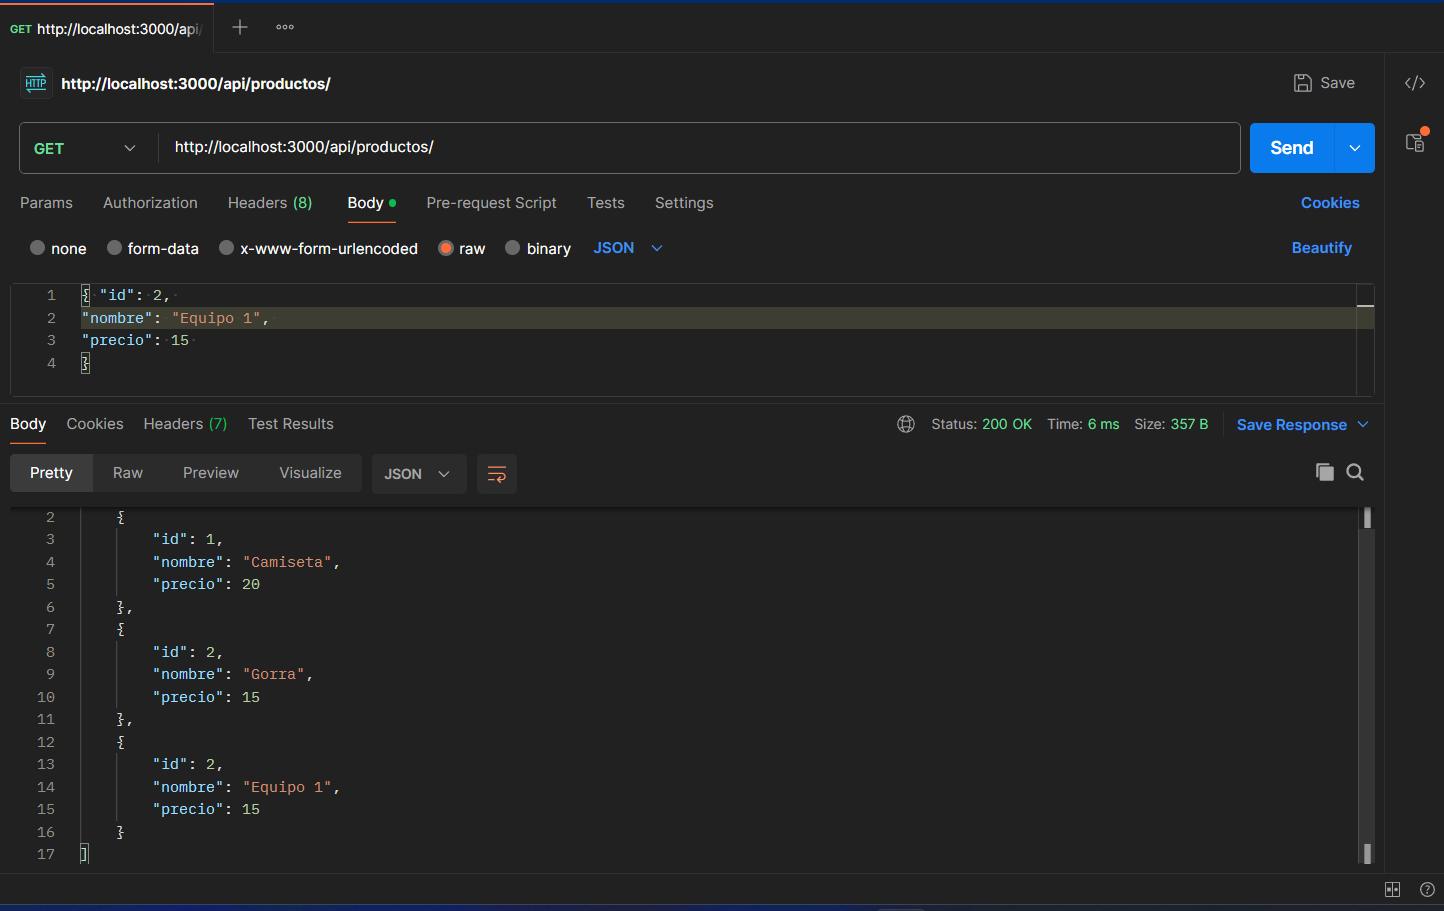 GET http://localhost:3000/api/
http://localhost:3000/api/productos/
Save
GET http://localhost:3000/api/productos/
Send
Params Authorization Headers (8) Body Pre-request Script Tests Settings Cookies
none form-data x-www-form-urlencoded raw binary JSON Beautify
1 { "id": 2,
2 "nombre": "Equipo 1",
3 "precio": 15
4 }
Body Cookies Headers (7) Test Results Status: 200 OK Time: 6 ms Size: 357 B Save Response
Pretty Raw Preview Visualize JSON
2 {
3 "id": 1,
4 "nombre": "Camiseta",
5 "precio": 20
6 },
7 {
8 "id": 2,
9 "nombre": "Gorra",
10 "precio": 15
11 },
12 {
13 "id": 2,
14 "nombre": "Equipo 1",
15 "precio": 15
16 }
17 ]